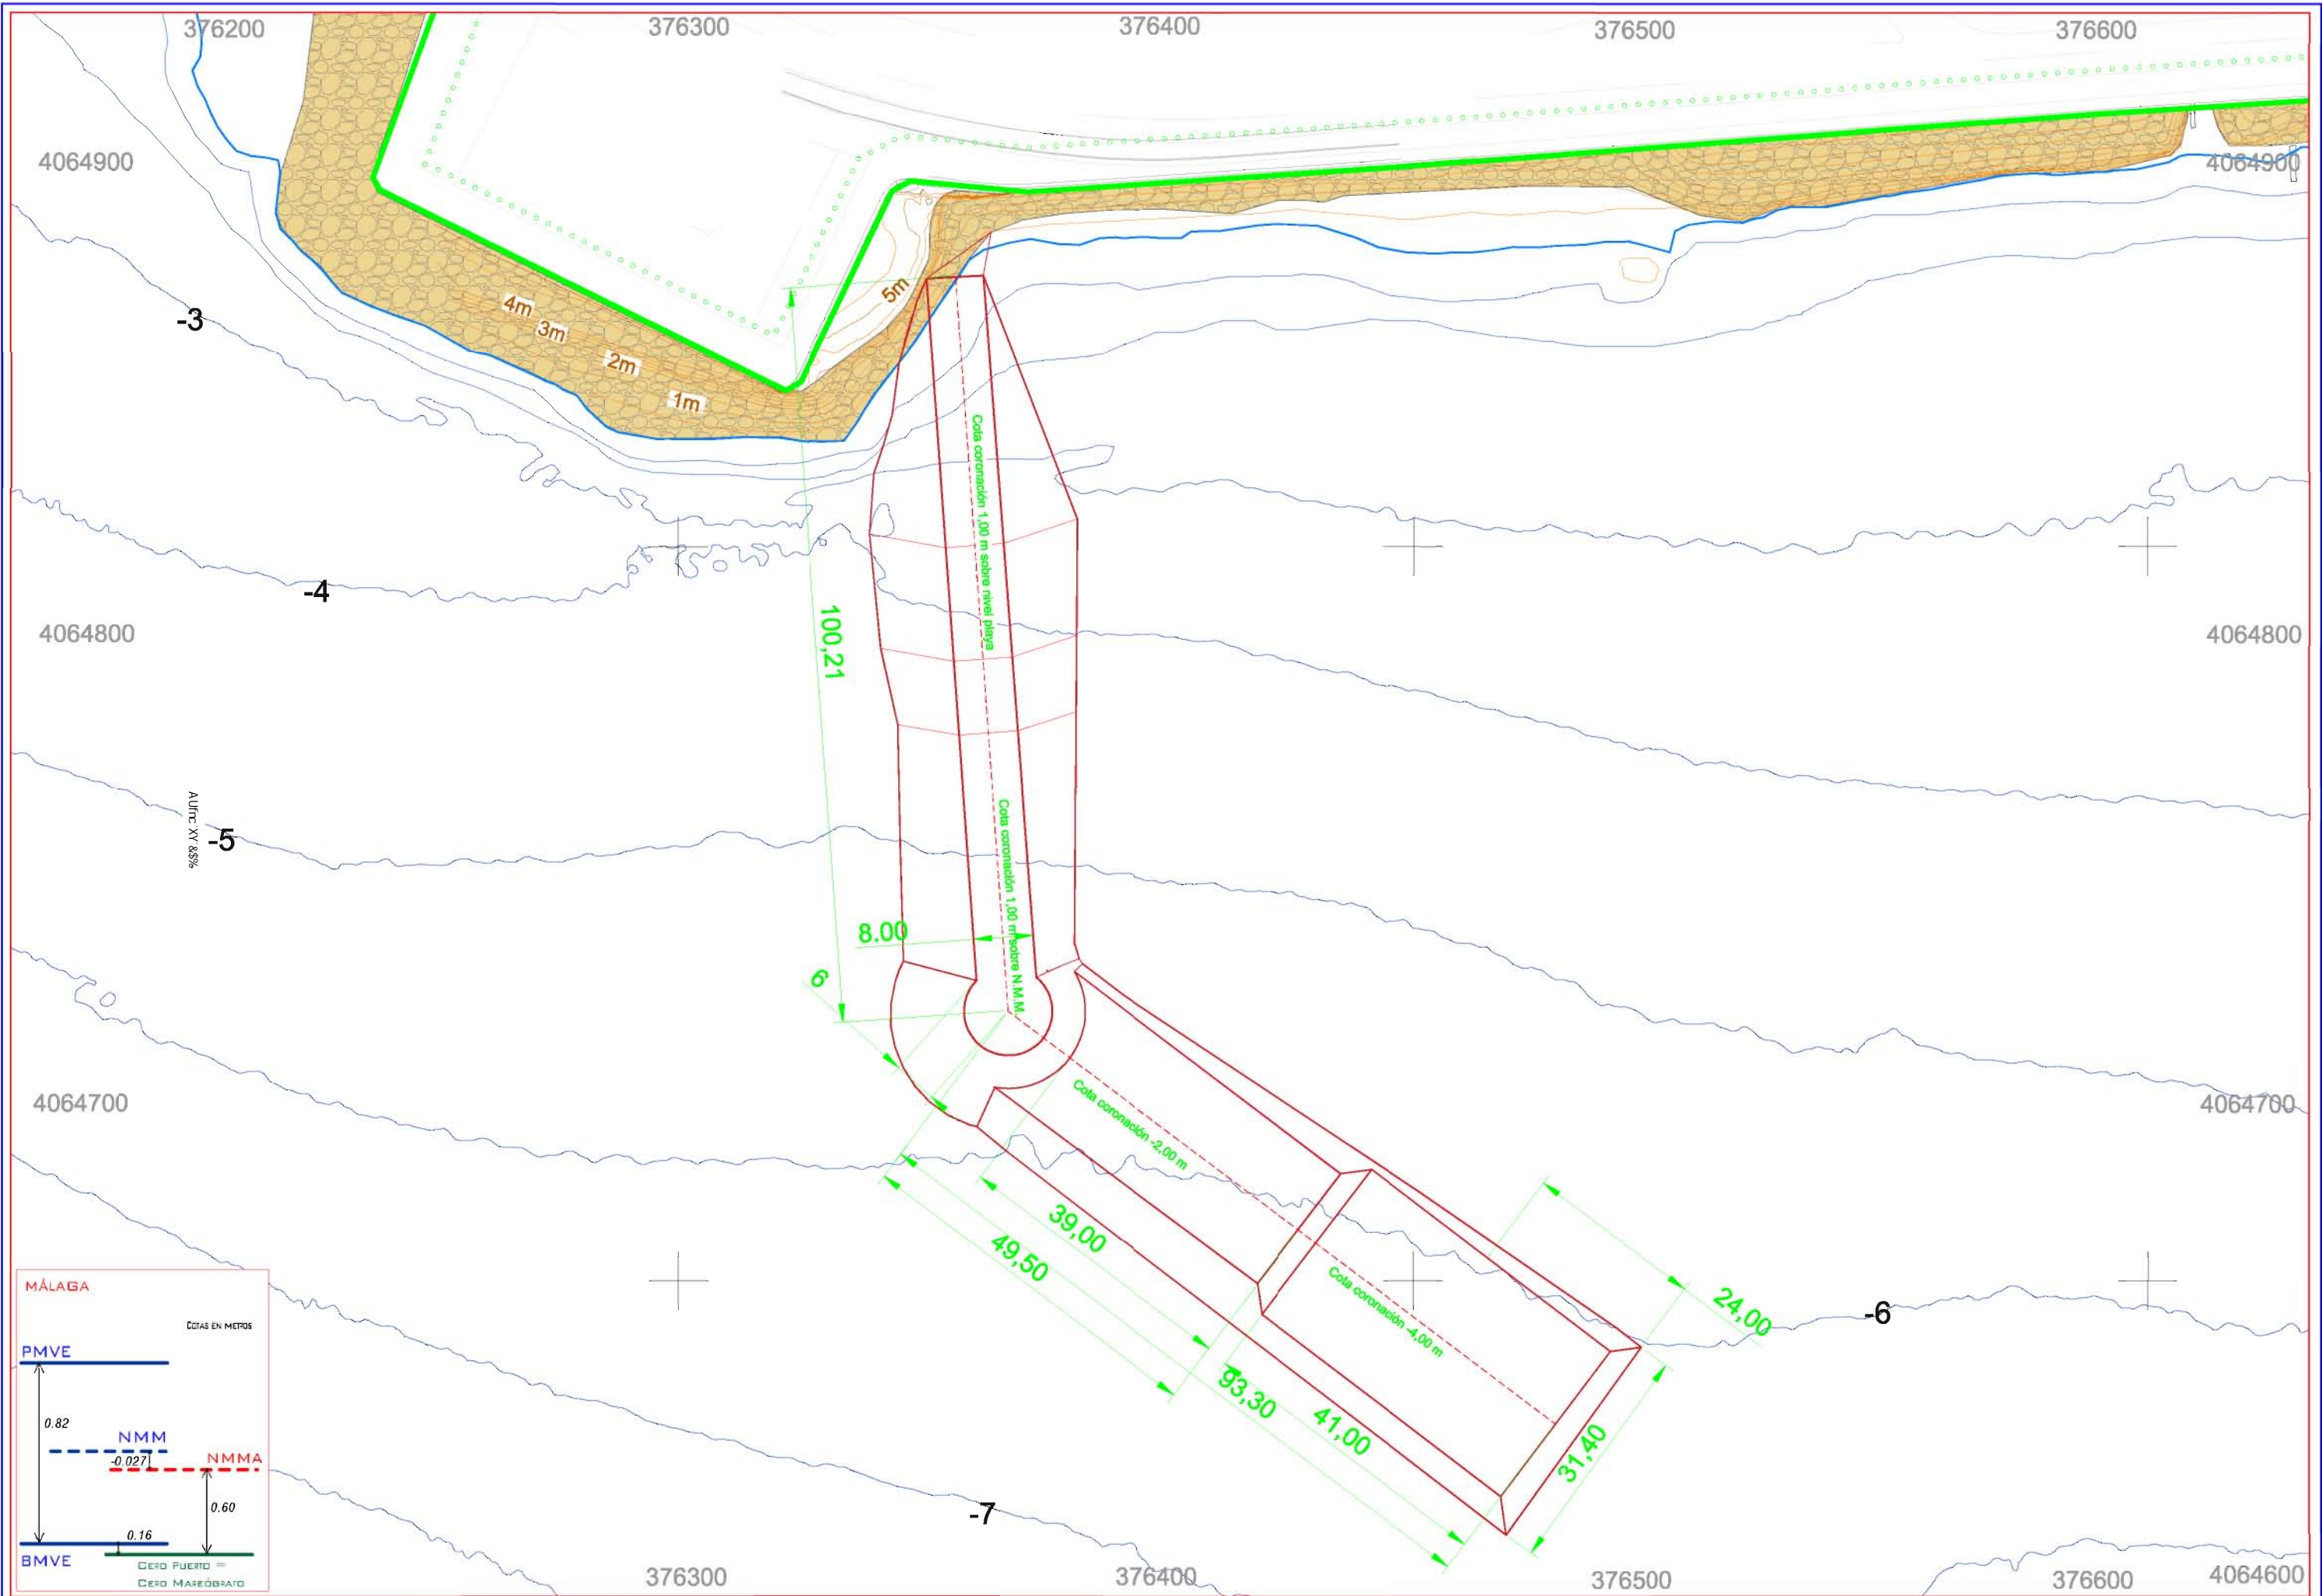 376200
376300
376400
376500
376600
4064900
4064900
5m
4m
3m
2m
1m
-3
Cota coronación 1,00 m sobre nivel playa
-4
100,21
4064800
4064800
-5
Cota coronación 1,00 m sobre N.M.M.
8.00
6
4064700
4064700
Cota coronación -2,00 m
39,00
49,50
Cota coronación -4,00 m
24,00
-6
93,30
41,00
31,40
-7
MÁLAGA
COTAS EN METROS
PMVE
0.82
NMM
-0.027
NMMA
0.60
0.16
BMVE
CERO PUERTO =
CERO MAREÓGRAFO
376300
376400
376500
376600
4064600